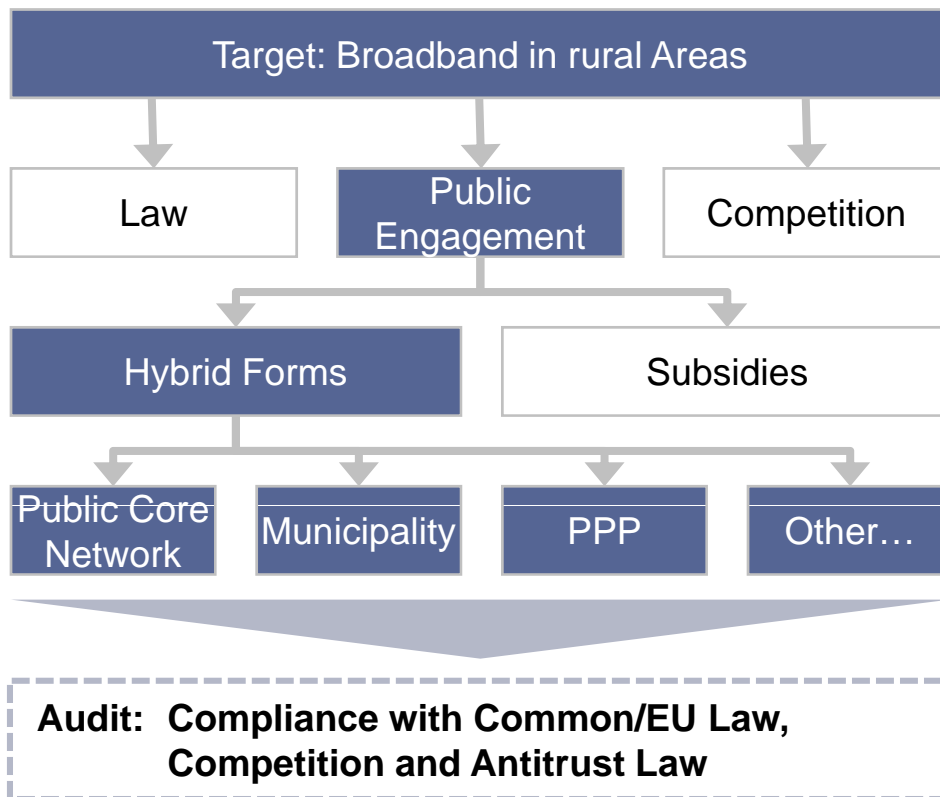 Target: Broadband in rural Areas
Law
Public
Engagement
Competition
Hybrid Forms
Subsidies
Public Core
Network
Municipality
PPP
Other…
Audit: Compliance with Common/EU Law,
Competition and Antitrust Law